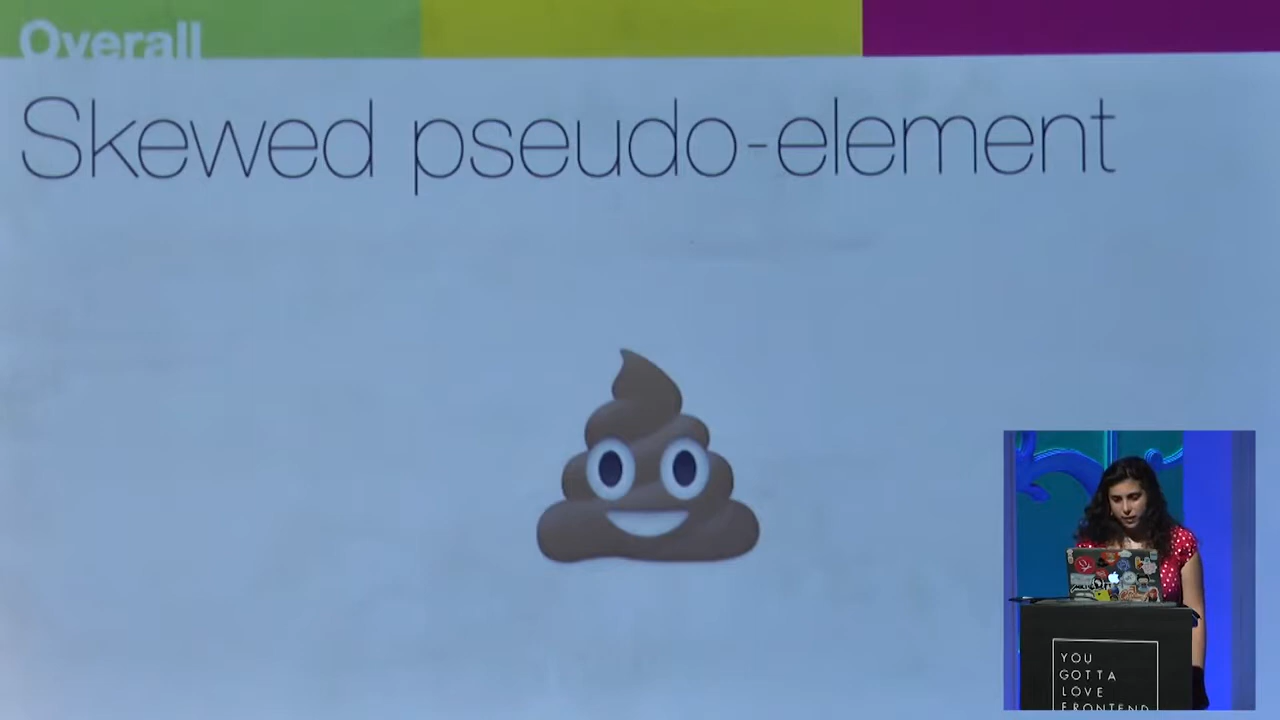 Overall
Skewed pseudo-element
YOU
GOTTA
LOVE
FRONTEND